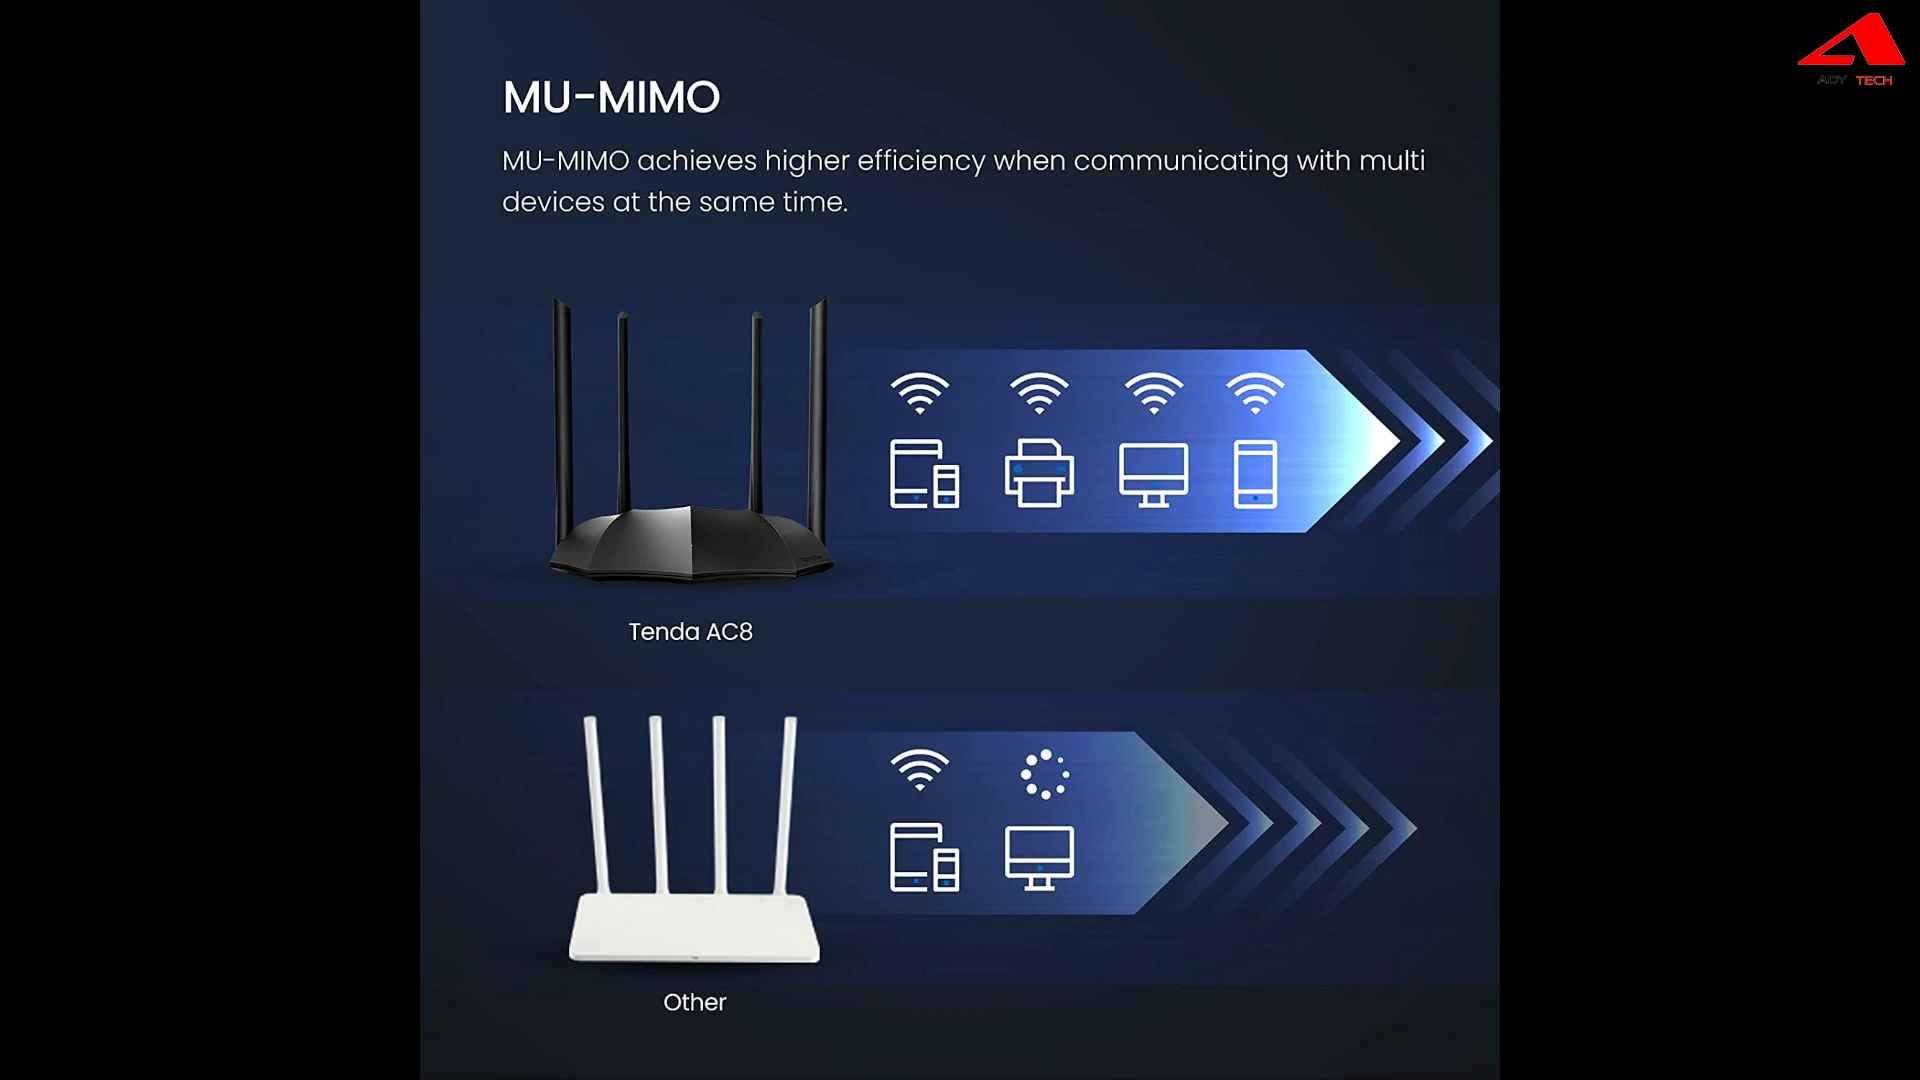 MU-MIMO
MU-MIMO achieves higher efficiency when communicating with multi
devices at the same time.
Tenda AC8
Other
ADY TECH